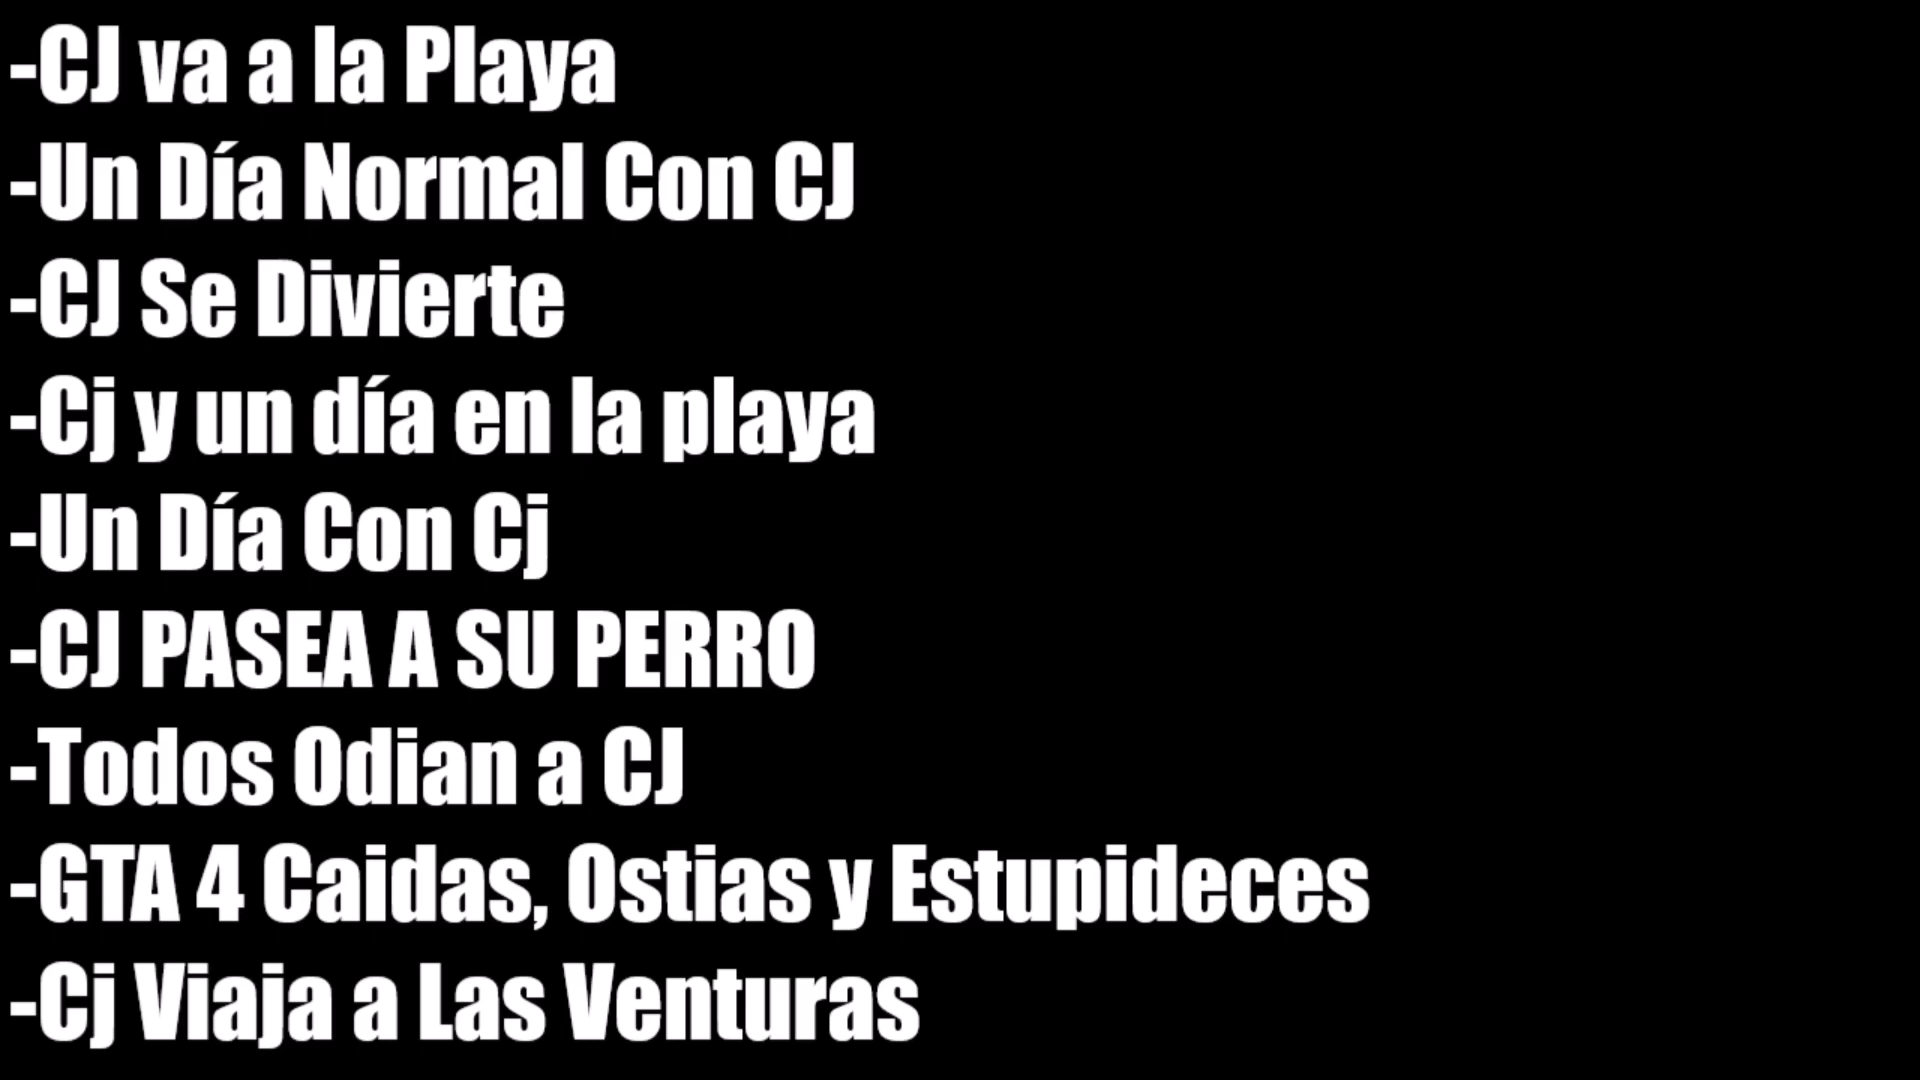 -CJ va a la Playa
-Un Día Normal Con CJ
-CJ Se Divierte
-Cj y un día en la playa
-Un Día Con Cj
-CJ PASEA A SU PERRO
-Todos Odian a CJ
-GTA 4 Caidas, Ostias y Estupideces
-Cj Viaja a Las Venturas